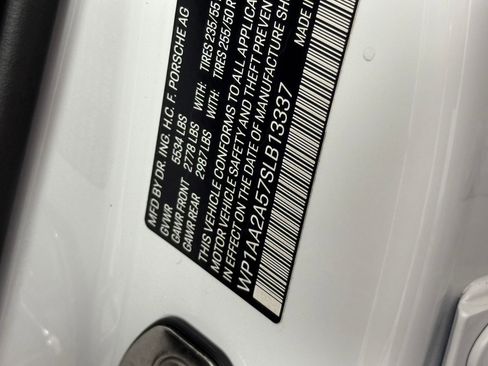 MFD BY DR. ING. H.C. F. PORSCHE AG
GVWR 5534 LBS
GAWR FRONT 2778 LBS WITH: TIRES 235/55
GAWR REAR 2987 LBS WITH: TIRES 255/50 R
THIS VEHICLE CONFORMS TO ALL APPLICA
MOTOR VEHICLE SAFETY AND THEFT PREVENT
IN EFFECT ON THE DATE OF MANUFACTURE SH
WP1AA2A57SLB13337 MADE